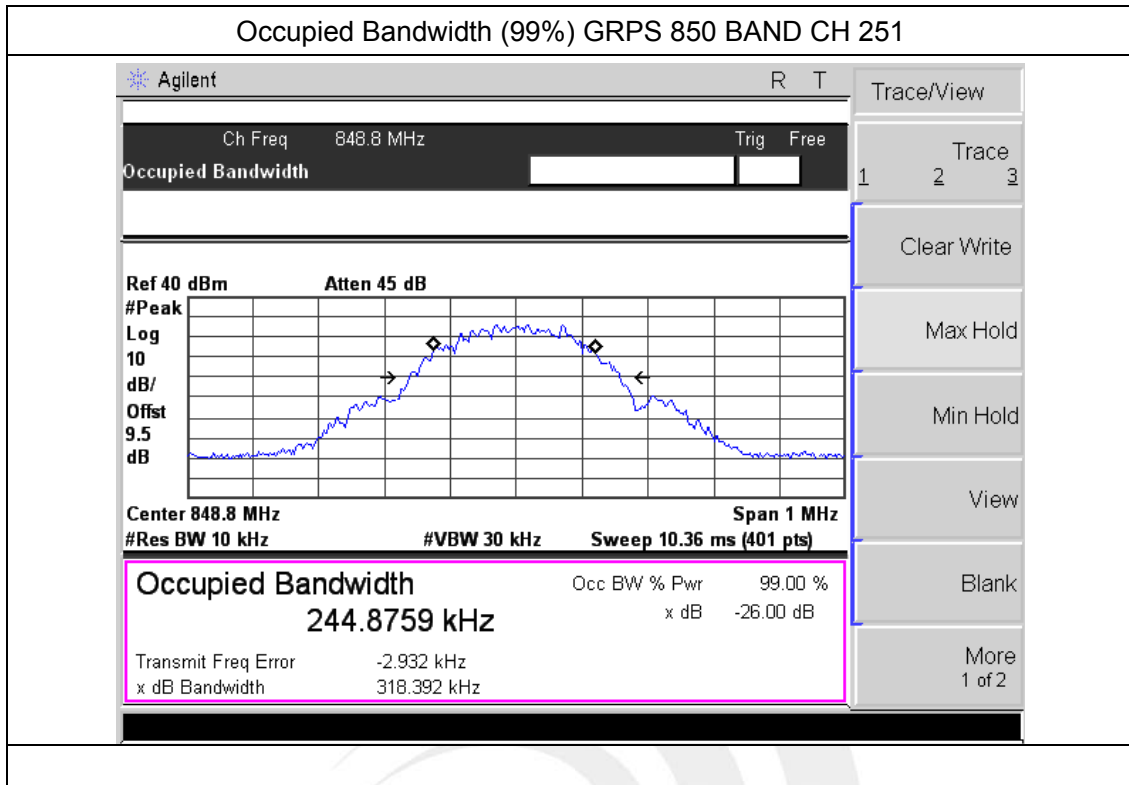 Occupied Bandwidth (99%) GRPS 850 BAND CH 251
Agilent R T
Trace/View
Ch Freq 848.8 MHz Trig Free
Occupied Bandwidth
Trace
1 2 3
Clear Write
Ref 40 dBm Atten 45 dB
#Peak
Log
10
dB/
Offst
9.5
dB
Max Hold
Min Hold
View
Center 848.8 MHz Span 1 MHz
#Res BW 10 kHz #VBW 30 kHz Sweep 10.36 ms (401 pts)
Occupied Bandwidth
244.8759 kHz
Occ BW % Pwr 99.00 %
x dB -26.00 dB
Transmit Freq Error -2.932 kHz
x dB Bandwidth 318.392 kHz
Blank
More
1 of 2